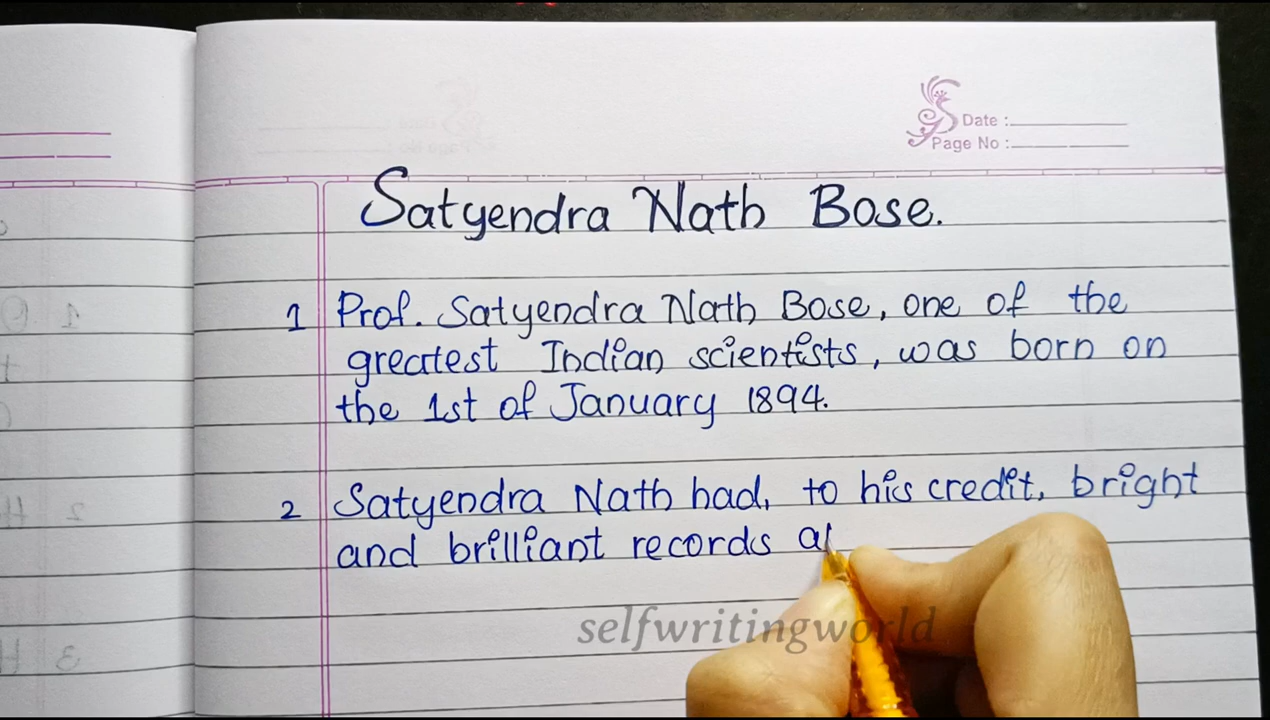 Date :
Page No :
Satyendra Nath Bose.
1 Prof. Satyendra Nath Bose, one of the
greatest Indian scientists, was born on
the 1st of January 1894.
2 Satyendra Nath had, to his credit, bright
and brilliant records
selfwritingworld